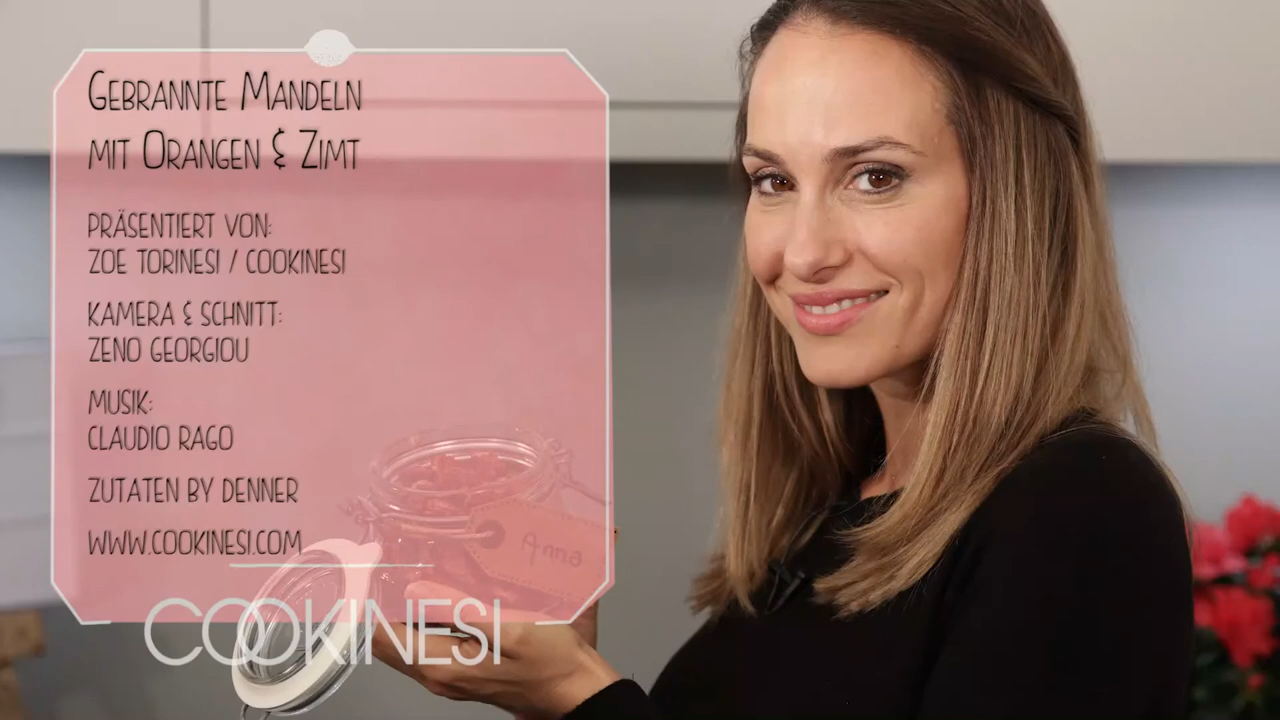 Gebrannte Mandeln
mit Orangen & Zimt
PRÄSENTIERT VON:
ZOE TORINESI / COOKINESI
KAMERA & SCHNITT:
ZENO GEORGIOU
MUSIK:
CLAUDIO RAGO
ZUTATEN BY DENNER
WWW.COOKINESI.COM
Anna
COOKINESI